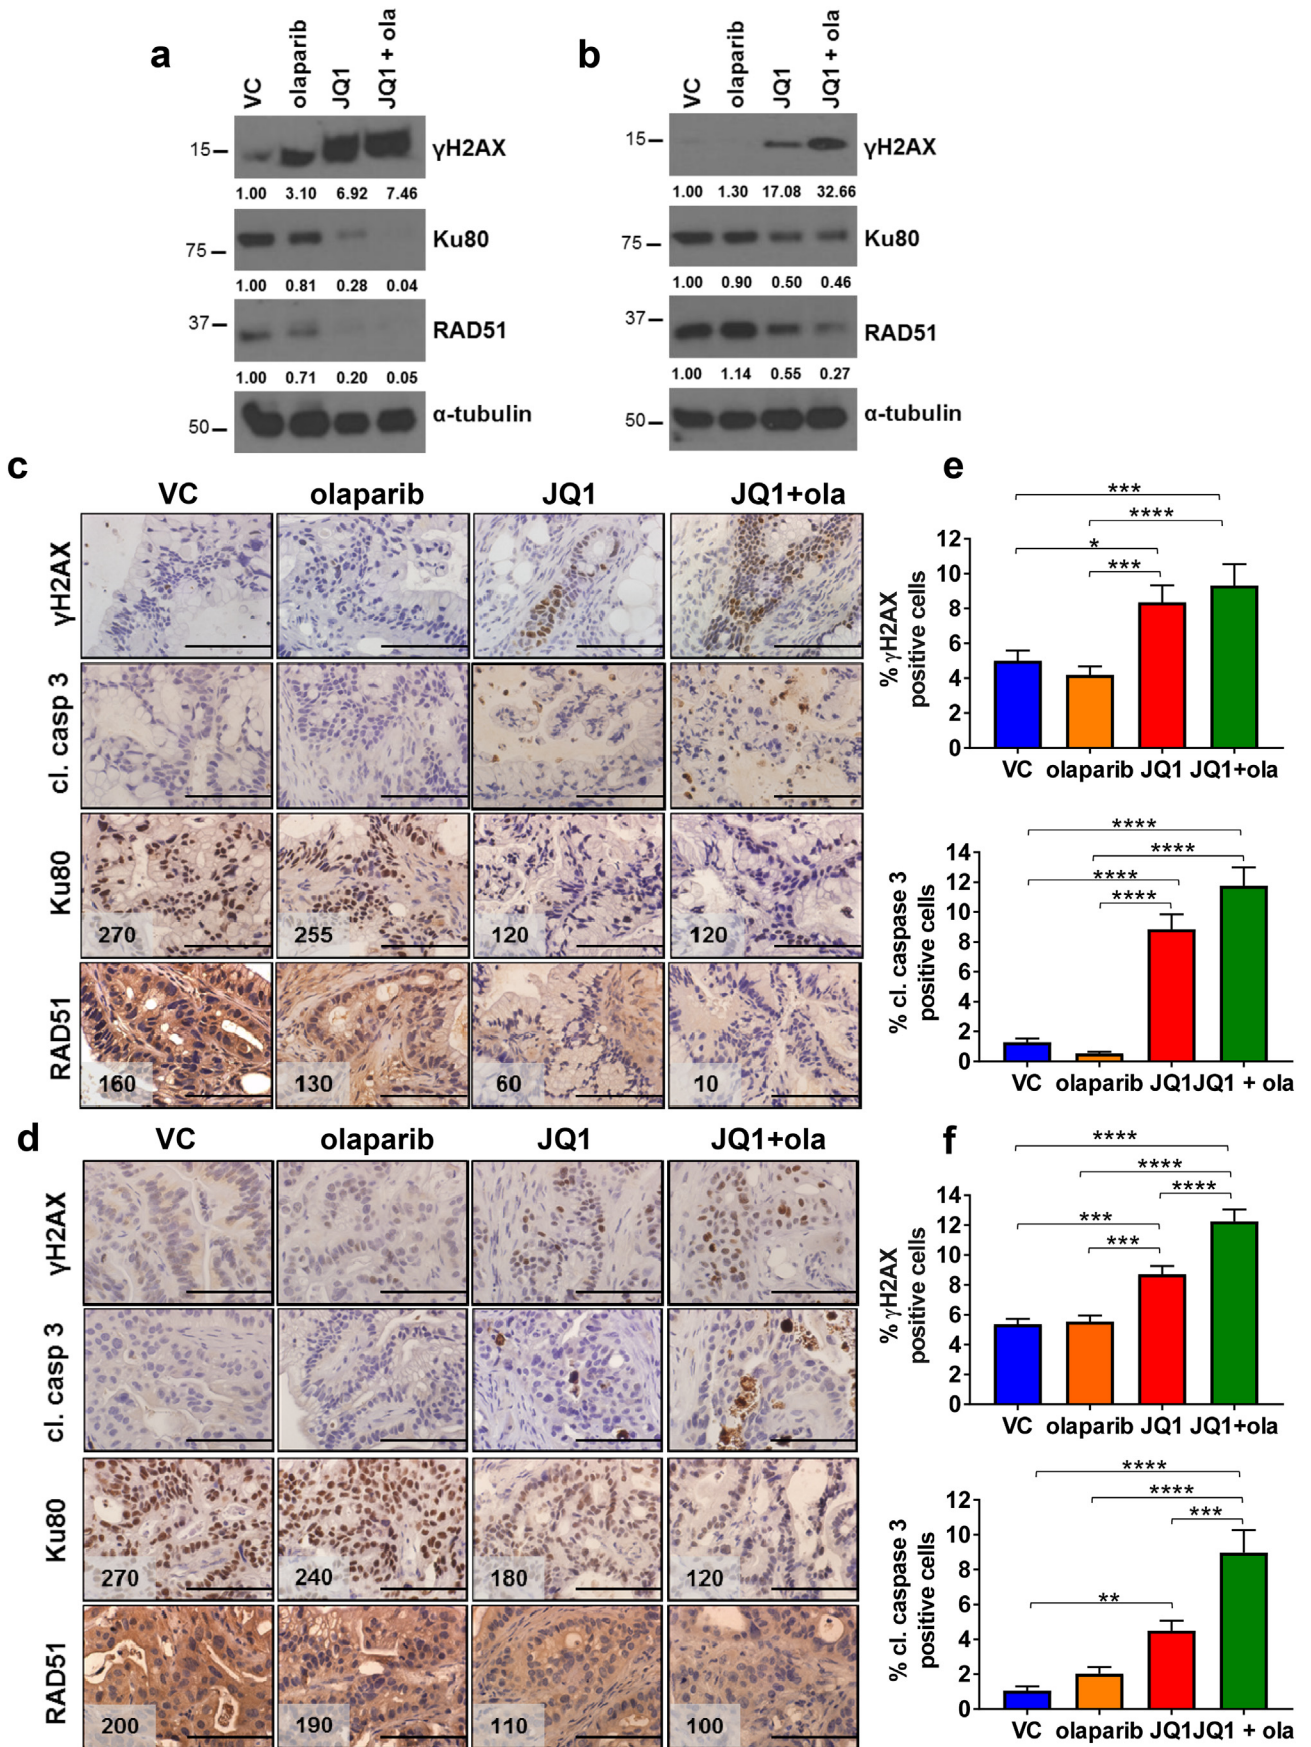 a
VC olaparib JQ1 JQ1 + ola
15 γH2AX
1.00 3.10 6.92 7.46
75 Ku80
1.00 0.81 0.28 0.04
37 RAD51
1.00 0.71 0.20 0.05
50 α-tubulin
b
VC olaparib JQ1 JQ1 + ola
15 γH2AX
1.00 1.30 17.08 32.66
75 Ku80
1.00 0.90 0.50 0.46
37 RAD51
1.00 1.14 0.55 0.27
50 α-tubulin
c
VC olaparib JQ1 JQ1+ola
γH2AX
cl. casp 3
Ku80
270 255 120 120
RAD51
160 130 60 10
d
VC olaparib JQ1 JQ1+ola
γH2AX
cl. casp 3
Ku80
270 240 180 120
RAD51
200 190 110 100
e
***
****
*
***
% γH2AX
positive cells
12
10
8
6
4
2
0
VC olaparib JQ1 JQ1+ola
****
****
****
****
% cl. caspase 3
positive cells
14
12
10
8
6
4
2
0
VC olaparib JQ1 JQ1 + ola
f
****
****
****
***
***
% γH2AX
positive cells
14
12
10
8
6
4
2
0
VC olaparib JQ1 JQ1+ola
****
****
***
**
% cl. caspase 3
positive cells
12
10
8
6
4
2
0
VC olaparib JQ1 JQ1 + ola